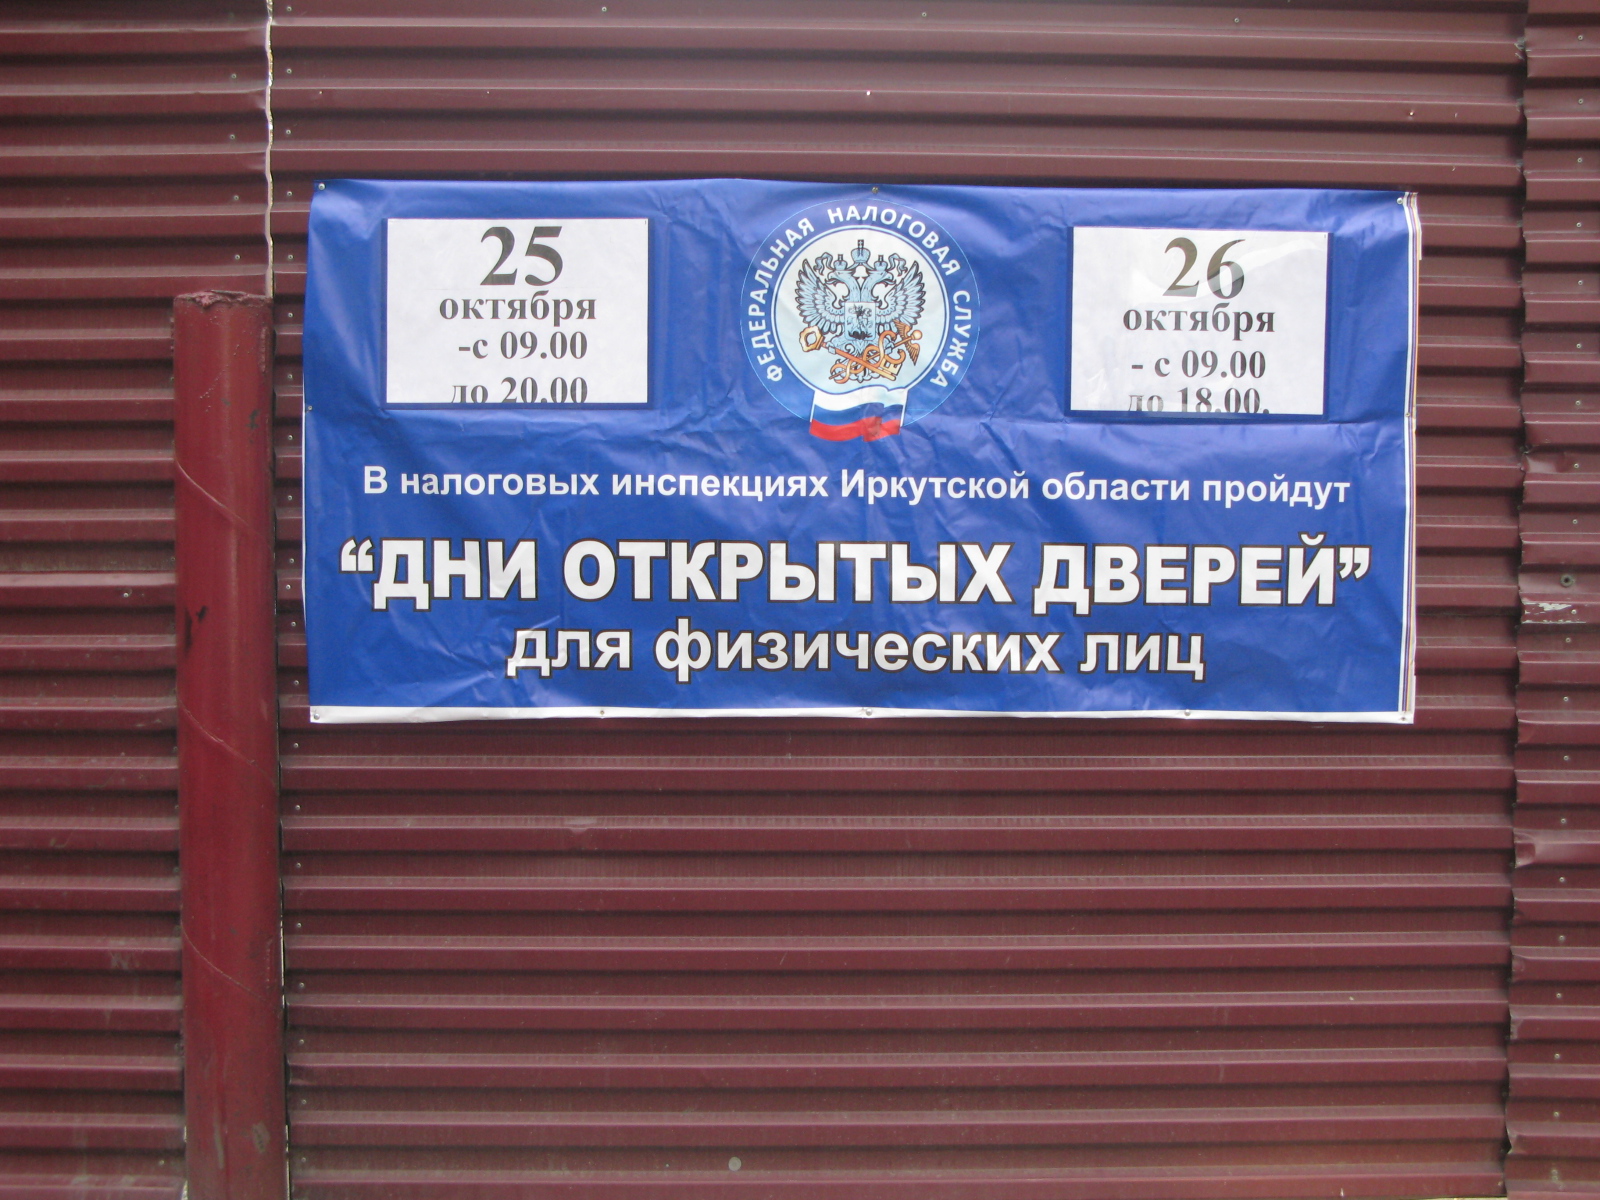 25
октября
-с 09.00
до 20.00
ФЕДЕРАЛЬНАЯ НАЛОГОВАЯ СЛУЖБА
26
октября
- с 09.00
до 18.00.
В налоговых инспекциях Иркутской области пройдут
“ДНИ ОТКРЫТЫХ ДВЕРЕЙ”
для физических лиц